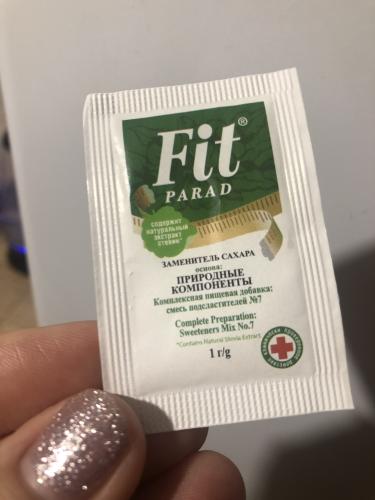 Fit®
PARAD
содержит
натуральный
экстракт
стевии*
ЗАМЕНИТЕЛЬ САХАРА
основа:
ПРИРОДНЫЕ
КОМПОНЕНТЫ
Комплексная пищевая добавка:
смесь подсластителей №7
Complete Preparation:
Sweeteners Mix No.7
*Contains Natural Stevia Extract
1 г/g